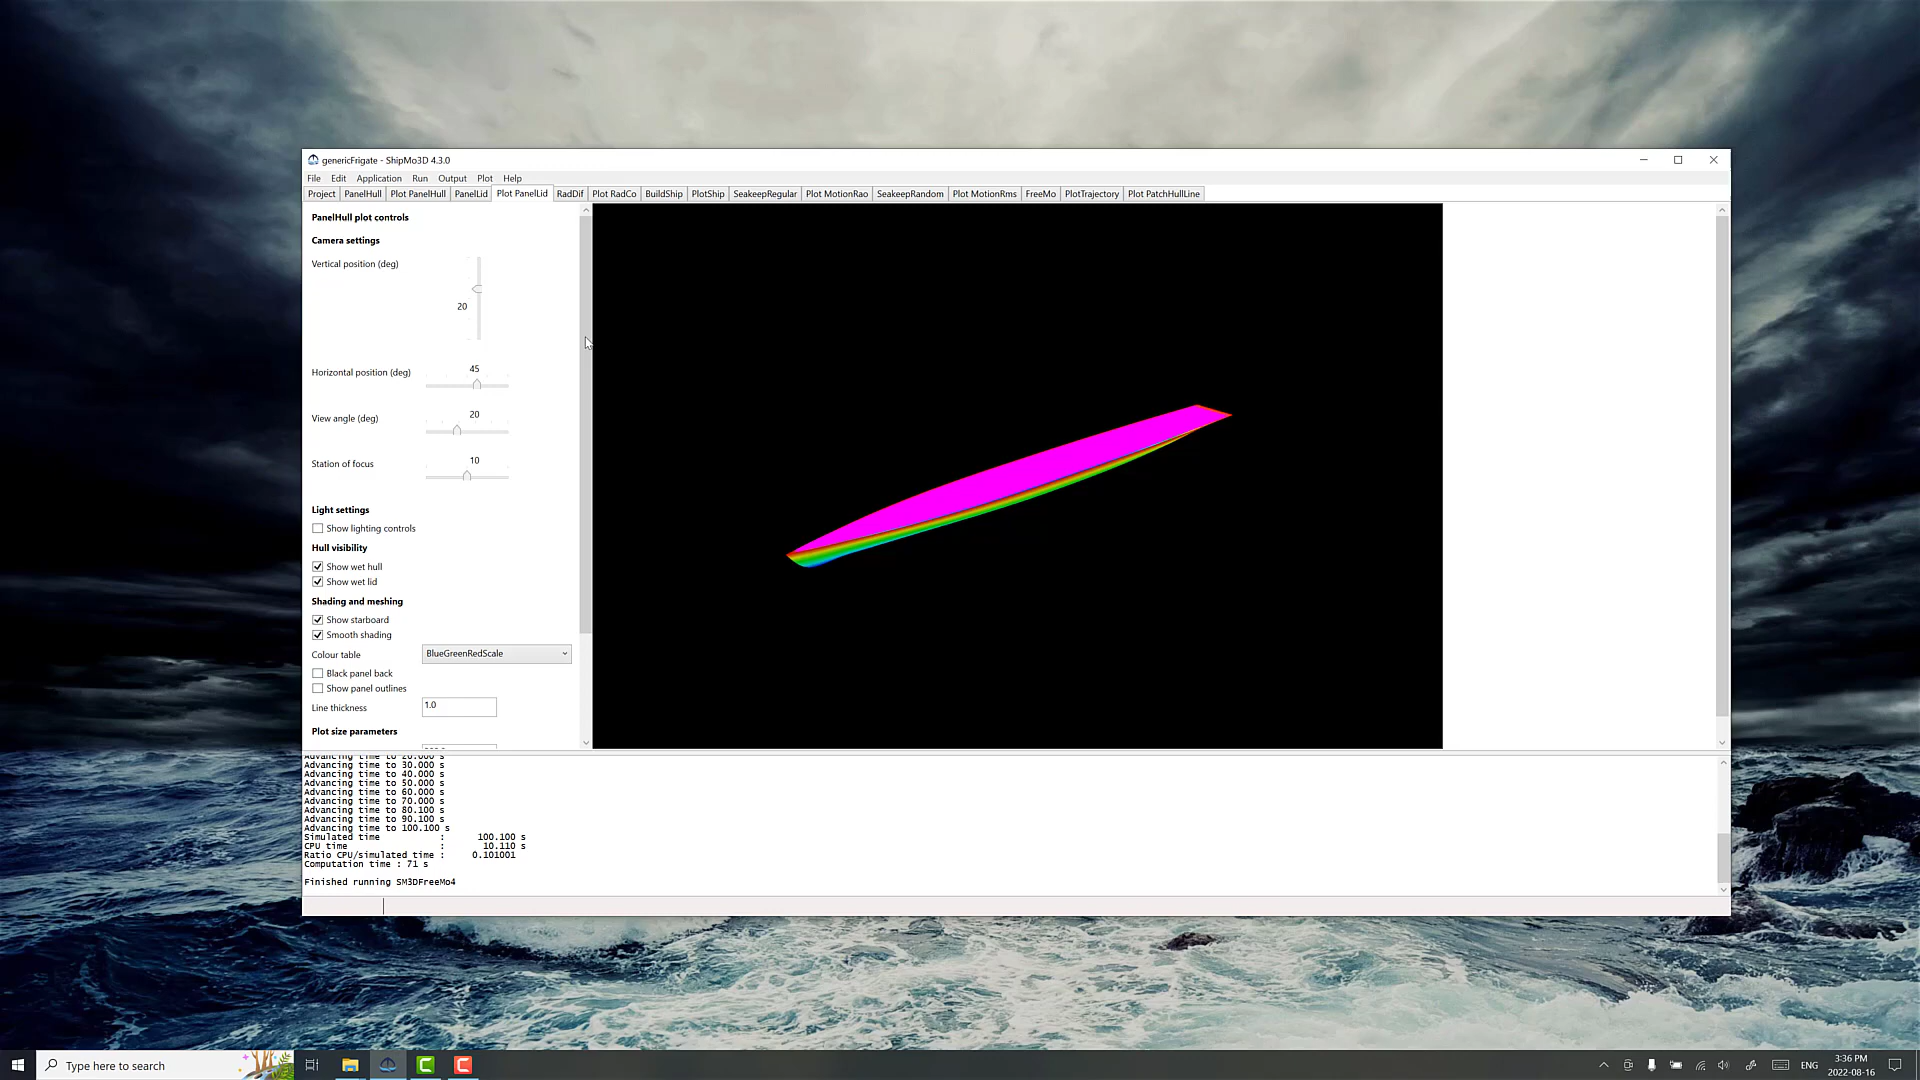 genericFrigate - ShipMo3D 4.3.0
File Edit Application Run Output Plot Help
Project PanelHull Plot PanelHull PanelLid Plot PanelLid RadDif Plot RadCo BuildShip PlotShip SeakeepRegular Plot MotionRao SeakeepRandom Plot MotionRms FreeMo PlotTrajectory Plot PatchHullLine
PanelHull plot controls
Camera settings
Vertical position (deg)
20
45
Horizontal position (deg)
20
View angle (deg)
10
Station of focus
Light settings
Show lighting controls
Hull visibility
Show wet hull
Show wet lid
Shading and meshing
Show starboard
Smooth shading
Colour table BlueGreenRedScale
Black panel back
Show panel outlines
Line thickness 1.0
Plot size parameters
Advancing time to 20.000 s
Advancing time to 30.000 s
Advancing time to 40.000 s
Advancing time to 50.000 s
Advancing time to 60.000 s
Advancing time to 70.000 s
Advancing time to 80.100 s
Advancing time to 90.100 s
Advancing time to 100.100 s
Simulated time : 100.100 s
CPU time : 10.110 s
Ratio CPU/simulated time : 0.101001
Computation time : 71 s
Finished running SM3DFreeMo4
Type here to search
ENG
3:36 PM
2022-08-16